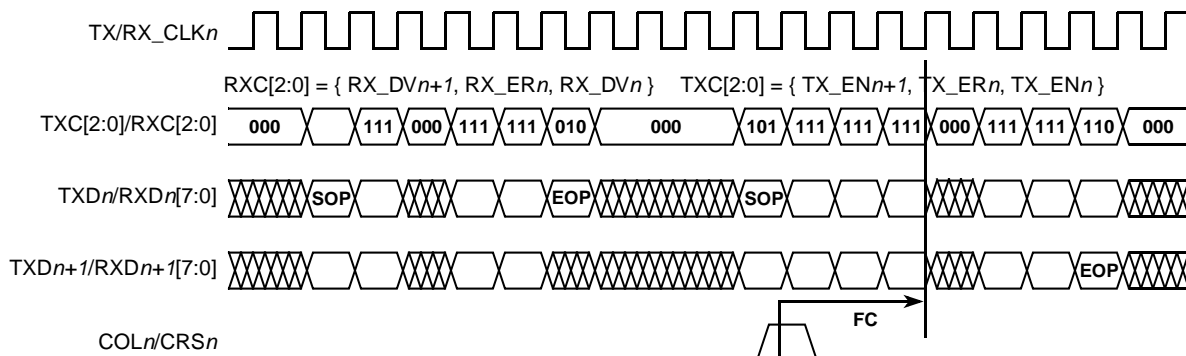 TX/RX_CLKn
RXC[2:0] = { RX_DVn+1, RX_ERn, RX_DVn } TXC[2:0] = { TX_ENn+1, TX_ERn, TX_ENn }
TXC[2:0]/RXC[2:0] 000 111 000 111 111 010 000 101 111 111 111 000 111 111 110 000
TXDn/RXDn[7:0] SOP EOP SOP
TXDn+1/RXDn+1[7:0] EOP
FC
COLn/CRSn